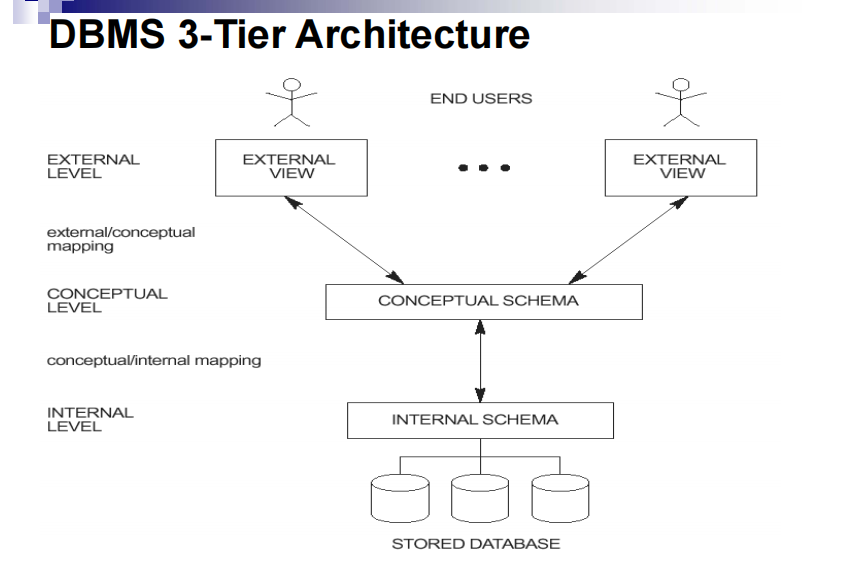 DBMS 3-Tier Architecture
END USERS
EXTERNAL
LEVEL
EXTERNAL
VIEW
EXTERNAL
VIEW
external/conceptual
mapping
CONCEPTUAL
LEVEL
CONCEPTUAL SCHEMA
conceptual/internal mapping
INTERNAL
LEVEL
INTERNAL SCHEMA
STORED DATABASE